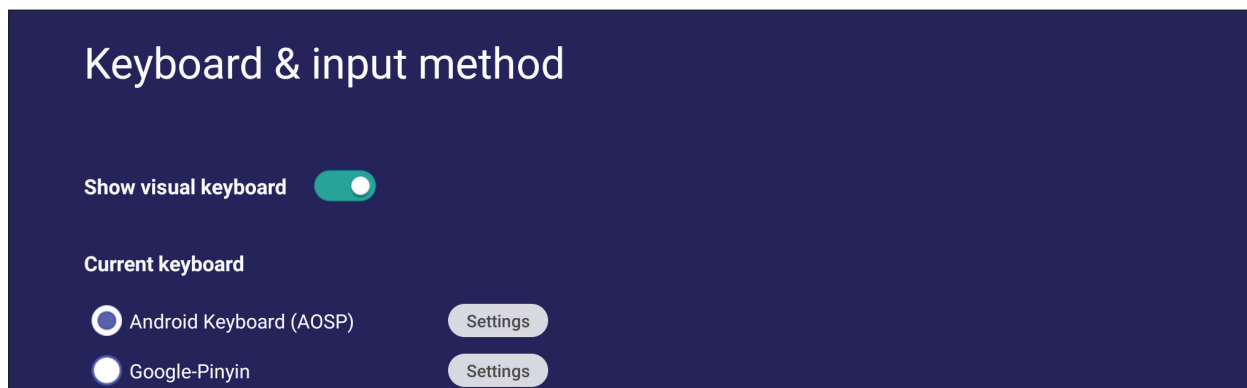 Keyboard & input method
Show visual keyboard
Current keyboard
Android Keyboard (AOSP) Settings
Google-Pinyin Settings